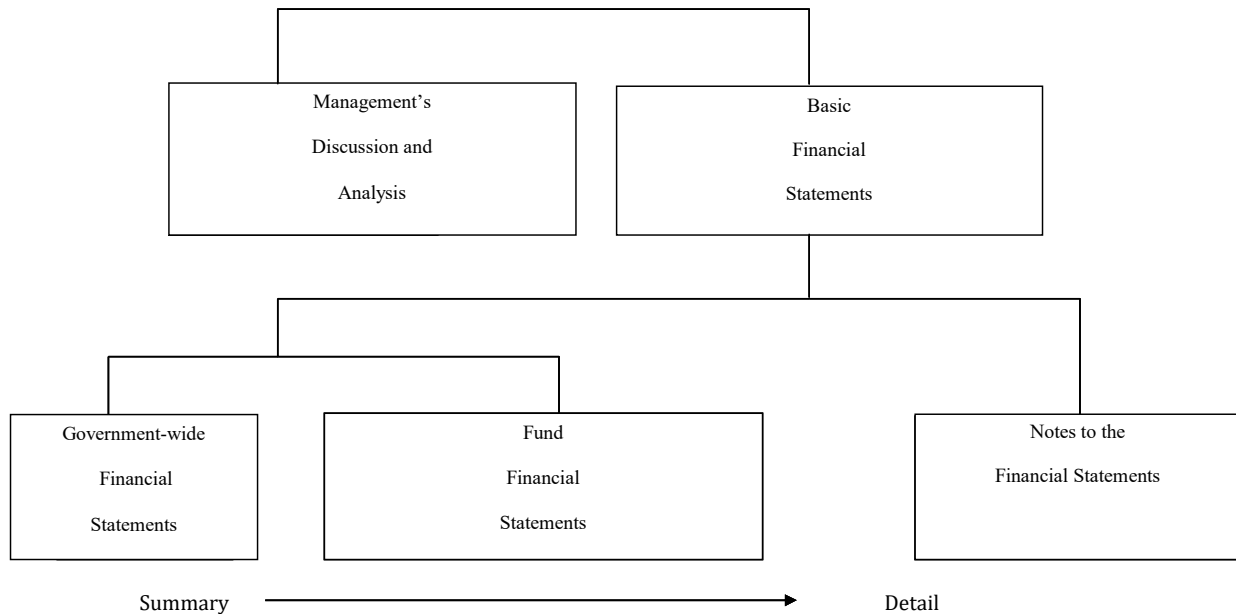 Management’s
Discussion and
Analysis
Basic
Financial
Statements
Government-wide
Financial
Statements
Fund
Financial
Statements
Notes to the
Financial Statements
Summary
Detail